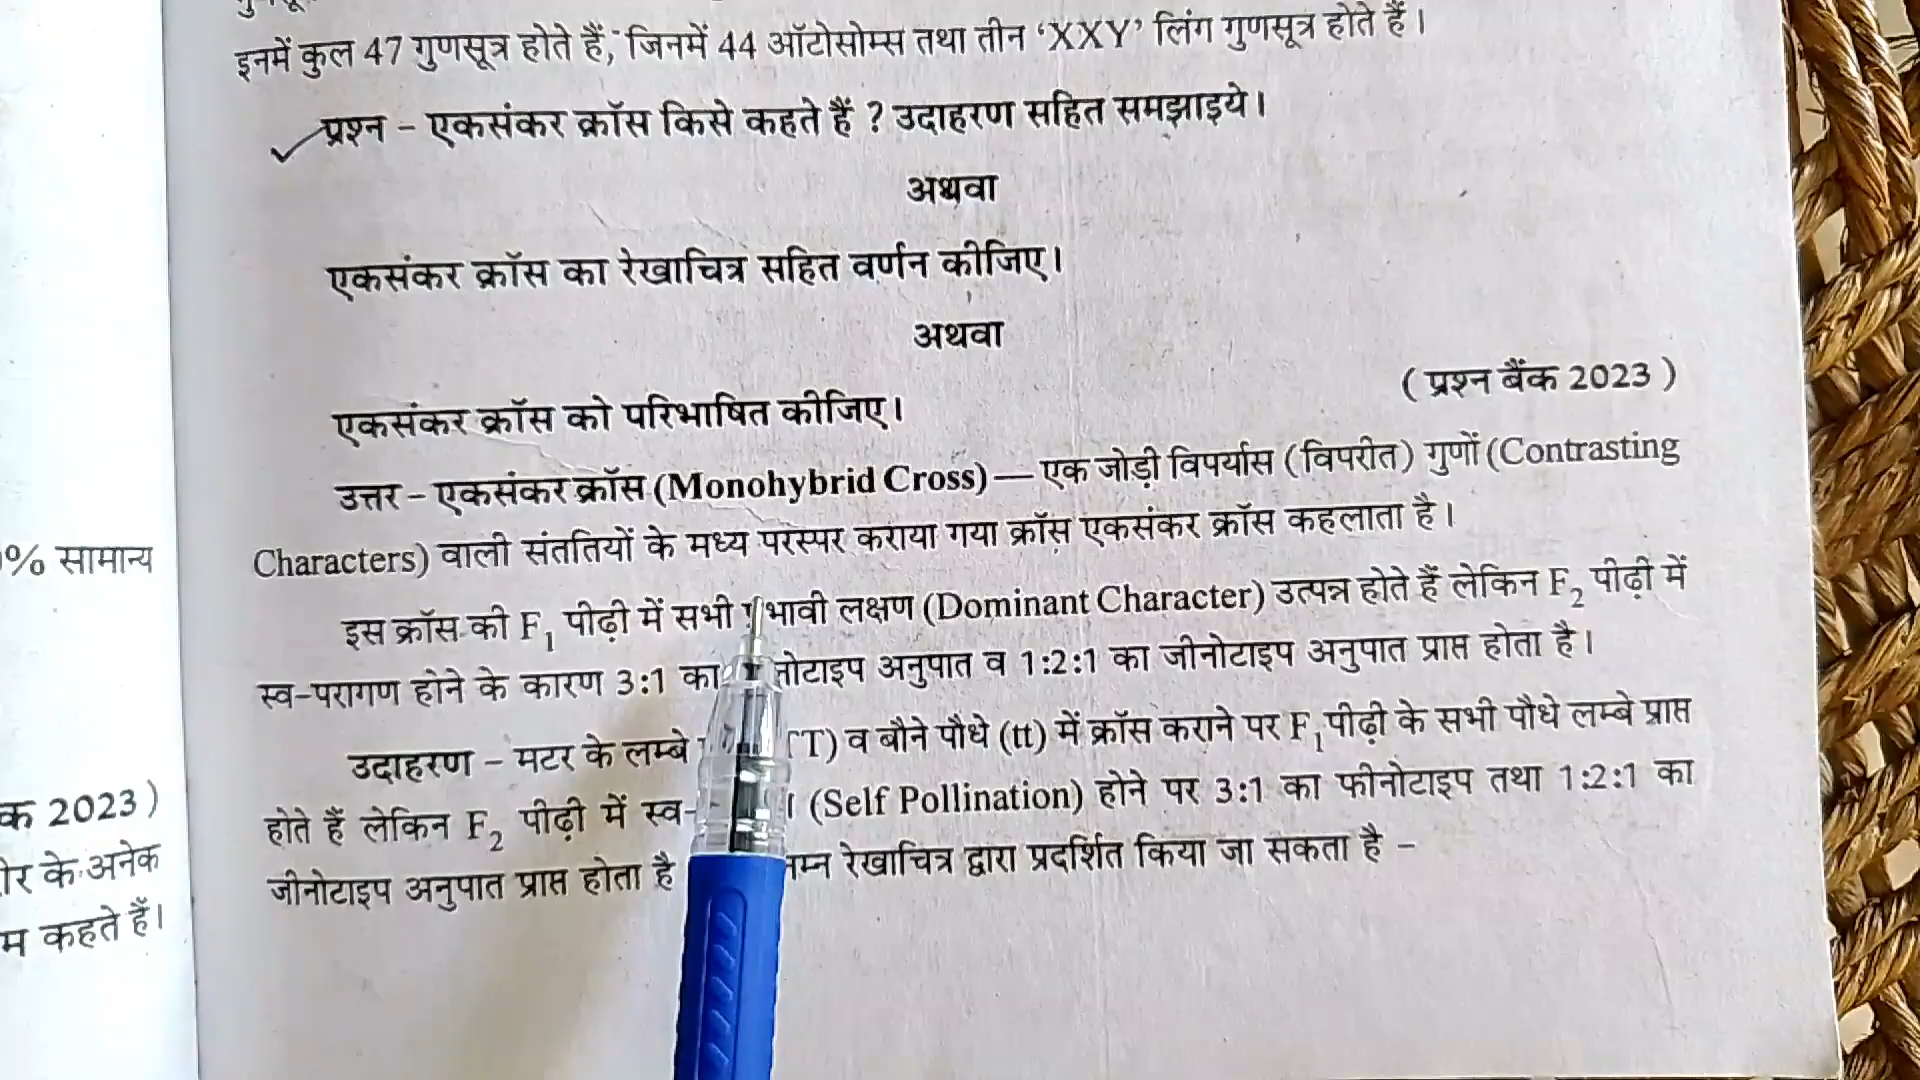 इनमें कुल 47 गुणसूत्र होते हैं, जिनमें 44 ऑटोसोम्स तथा तीन ‘XXY’ लिंग गुणसूत्र होते हैं।
प्रश्न – एकसंकर क्रॉस किसे कहते हैं ? उदाहरण सहित समझाइये।
अथवा
एकसंकर क्रॉस का रेखाचित्र सहित वर्णन कीजिए।
अथवा
( प्रश्न बैंक 2023 )
एकसंकर क्रॉस को परिभाषित कीजिए।
उत्तर – एकसंकर क्रॉस (Monohybrid Cross) — एक जोड़ी विपर्यास (विपरीत) गुणों (Contrasting
Characters) वाली संततियों के मध्य परस्पर कराया गया क्रॉस एकसंकर क्रॉस कहलाता है।
इस क्रॉस की F₁ पीढ़ी में सभी लक्षण (Dominant Character) उत्पन्न होते हैं लेकिन F₂ पीढ़ी में
स्व-परागण होने के कारण 3:1 का अनुपात व 1:2:1 का जीनोटाइप अनुपात प्राप्त होता है।
उदाहरण – मटर के लम्बे व बौने पौधे (tt) में क्रॉस कराने पर F₁ पीढ़ी के सभी पौधे लम्बे प्राप्त
होते हैं लेकिन F₂ पीढ़ी में स्व- (Self Pollination) होने पर 3:1 का फीनोटाइप तथा 1:2:1 का
जीनोटाइप अनुपात प्राप्त होता है रेखाचित्र द्वारा प्रदर्शित किया जा सकता है –
% सामान्य
क 2023 )
के अनेक
कहते हैं।